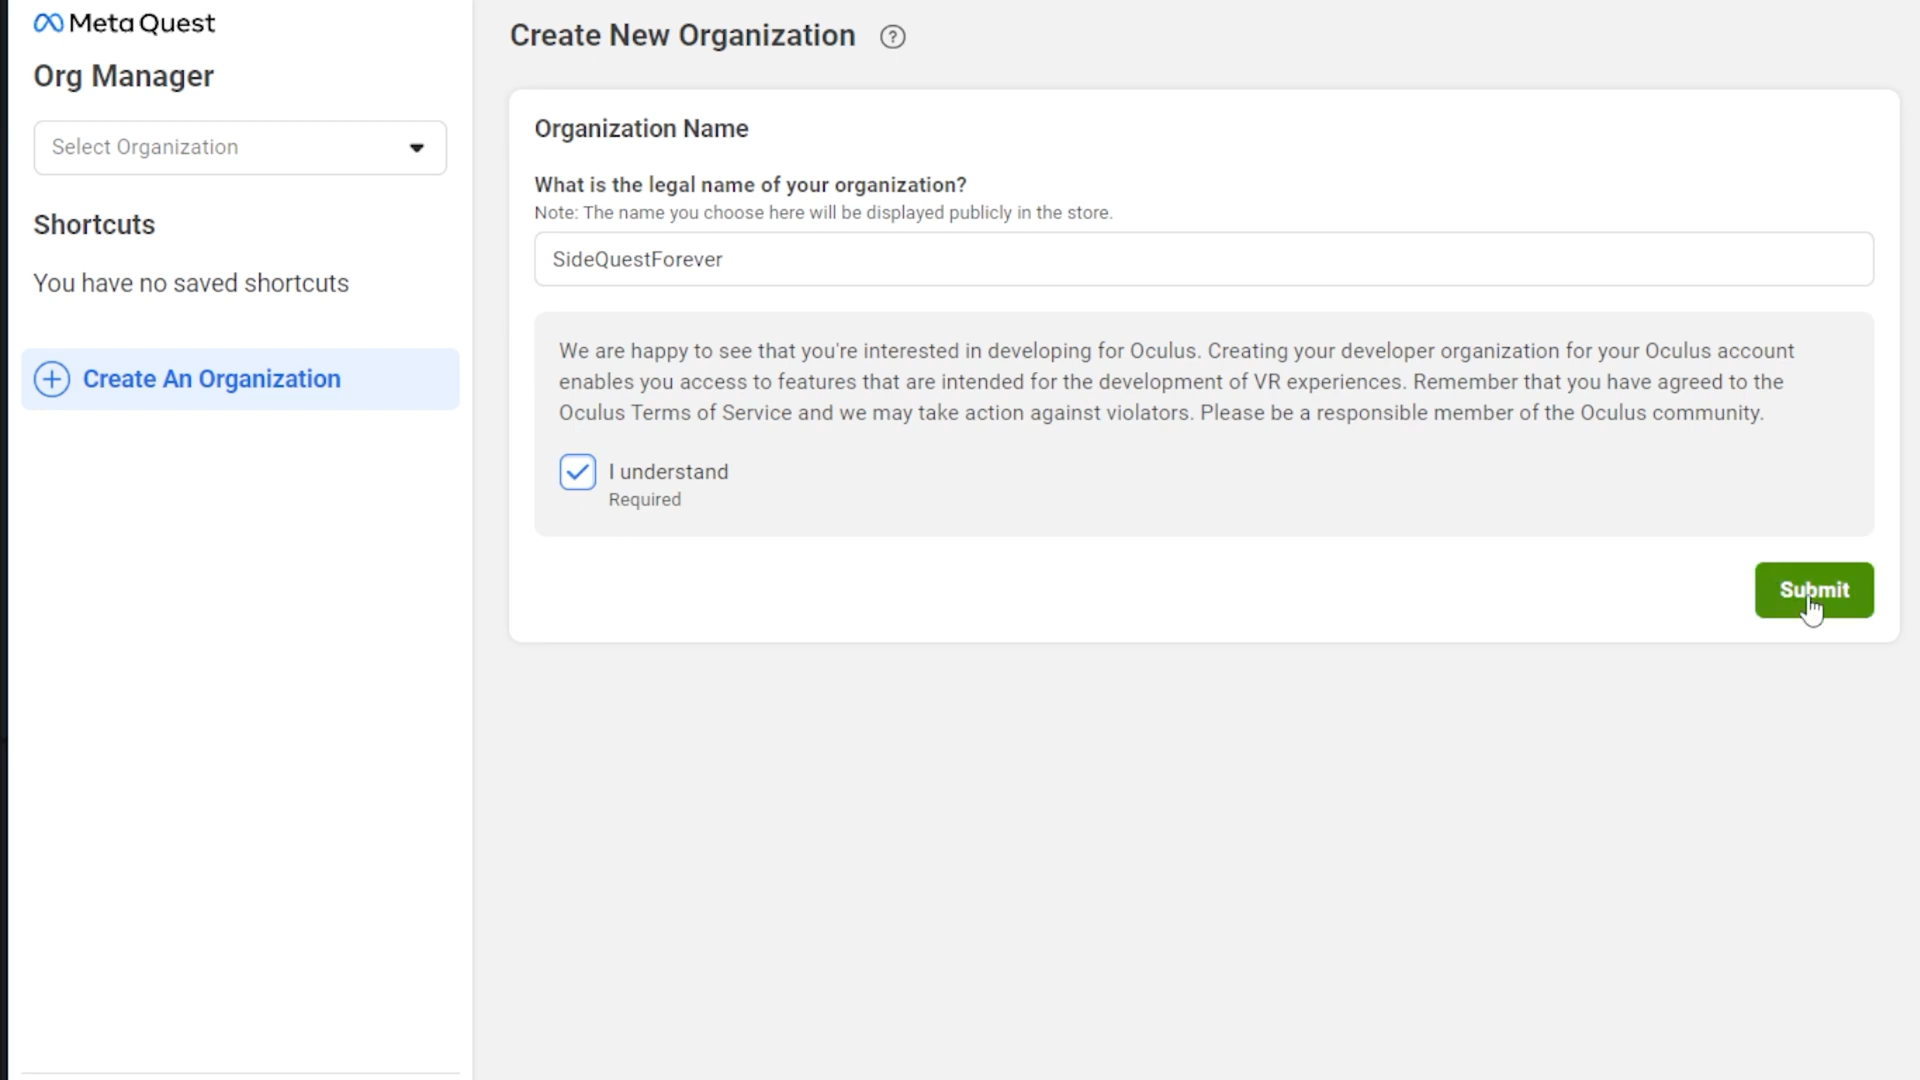 Meta Quest
Org Manager
Select Organization
Shortcuts
You have no saved shortcuts
Create An Organization
Create New Organization ?
Organization Name
What is the legal name of your organization?
Note: The name you choose here will be displayed publicly in the store.
SideQuestForever
We are happy to see that you're interested in developing for Oculus. Creating your developer organization for your Oculus account
enables you access to features that are intended for the development of VR experiences. Remember that you have agreed to the
Oculus Terms of Service and we may take action against violators. Please be a responsible member of the Oculus community.
I understand
Required
Submit